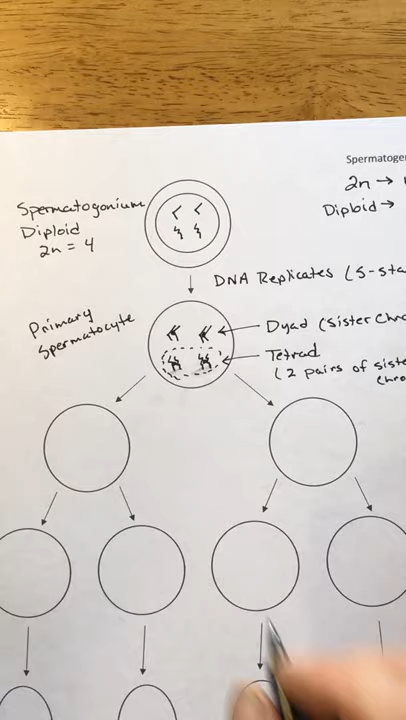 Spermatogen
2n →
Diploid →
Spermatogonium
Diploid
2n = 4
DNA Replicates (S-sta
Primary
Spermatocyte
Dyad (sister chro
Tetrad
(2 pairs of siste
chro